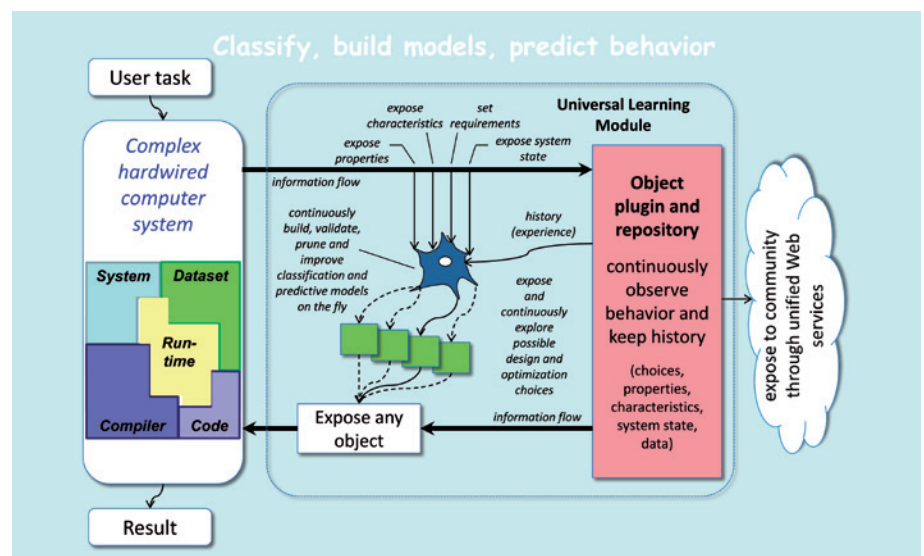 Classify, build models, predict behavior
User task
Complex
hardwired
computer
system
System
Dataset
Run-
time
Compiler
Code
Result
expose
characteristics
set
requirements
expose
properties
expose system
state
information flow
Universal Learning
Module
continuously
build, validate,
prune and
improve
classification and
predictive models
on the fly
history
(experience)
expose
and
continuously
explore
possible
design and
optimization
choices
Expose any
object
information flow
Object
plugin and
repository
continuously
observe
behavior and
keep history
(choices,
properties,
characteristics,
system state,
data)
expose to community
through unified Web
services